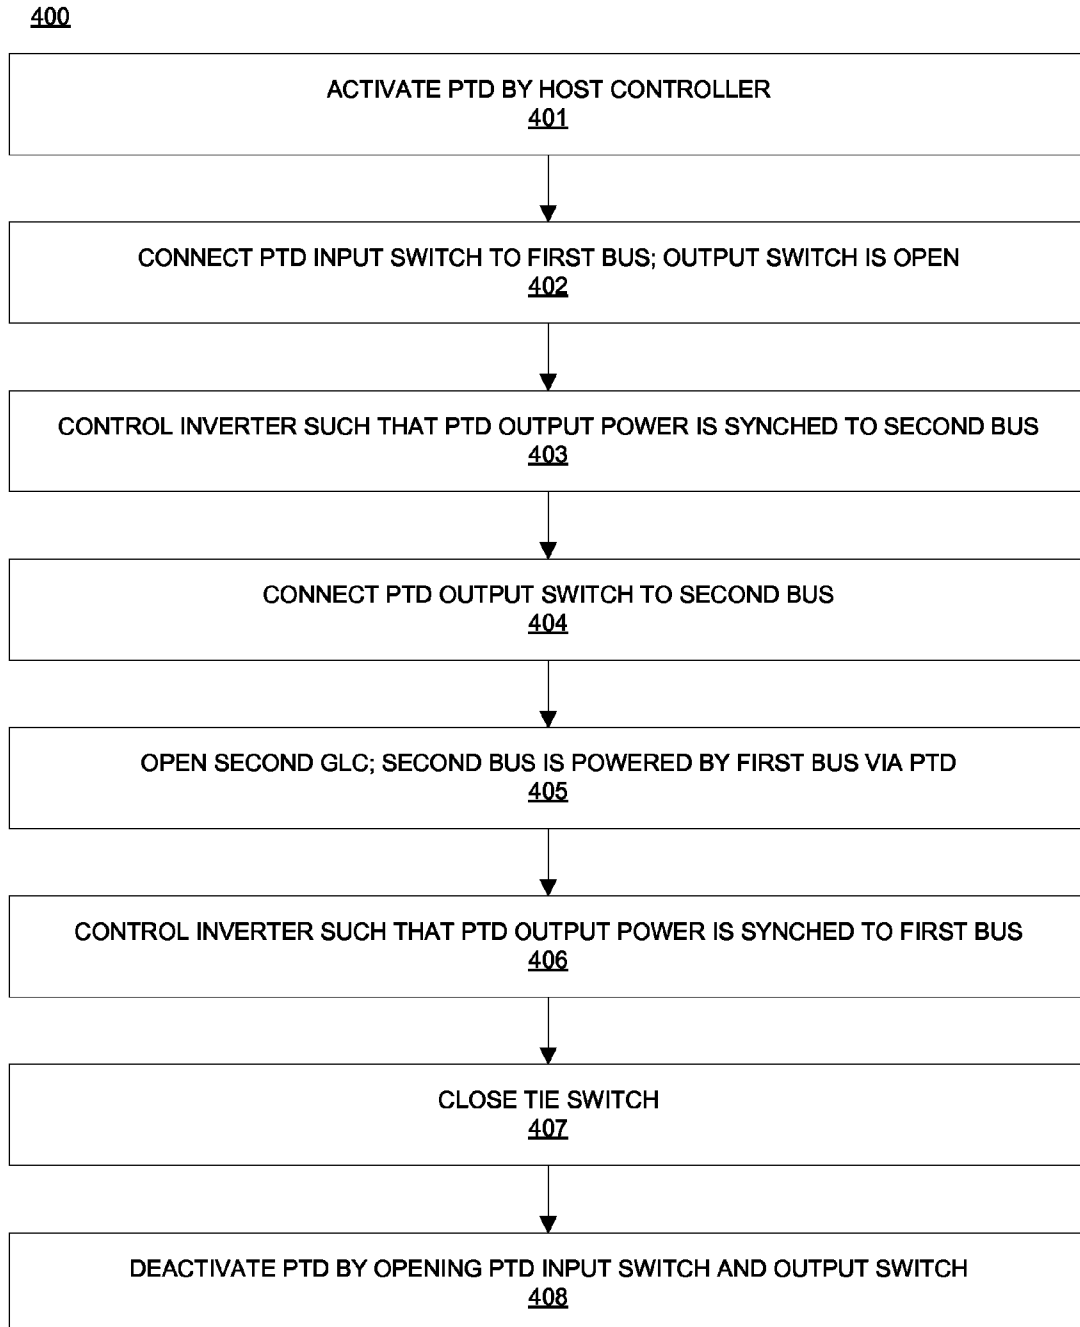 400
ACTIVATE PTD BY HOST CONTROLLER
401
CONNECT PTD INPUT SWITCH TO FIRST BUS; OUTPUT SWITCH IS OPEN
402
CONTROL INVERTER SUCH THAT PTD OUTPUT POWER IS SYNCHED TO SECOND BUS
403
CONNECT PTD OUTPUT SWITCH TO SECOND BUS
404
OPEN SECOND GLC; SECOND BUS IS POWERED BY FIRST BUS VIA PTD
405
CONTROL INVERTER SUCH THAT PTD OUTPUT POWER IS SYNCHED TO FIRST BUS
406
CLOSE TIE SWITCH
407
DEACTIVATE PTD BY OPENING PTD INPUT SWITCH AND OUTPUT SWITCH
408